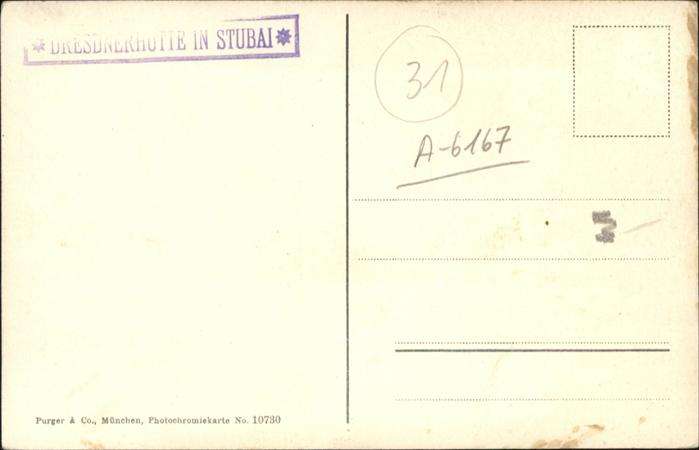 * DRESDNERHÜTTE IN STUBAI *
31
A-6167
Purger & Co., München, Photochromiekarte No. 10730